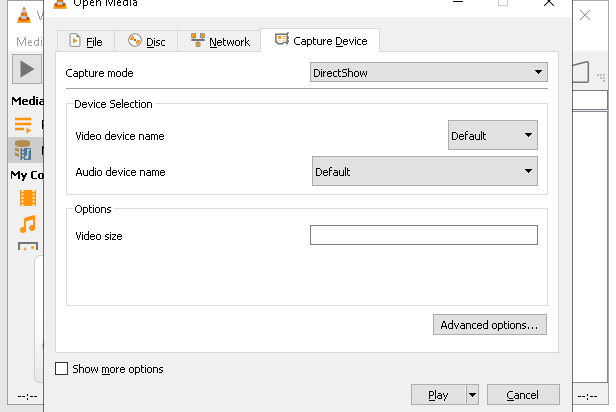 Open Media
V
Medi
File
Disc
Network
Capture Device
Capture mode
DirectShow
Media
Device Selection
Video device name
Default
Audio device name
Default
My Co
Options
Video size
Advanced options...
Show more options
Play
Cancel
--:--
--:--